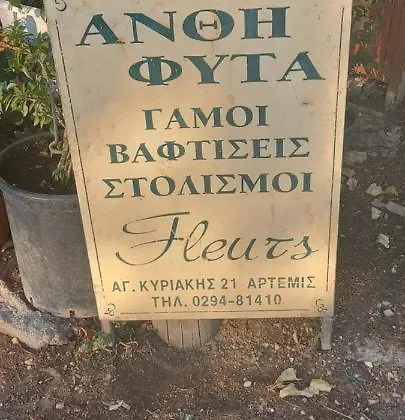 ΑΝΘΗ
ΦΥΤΑ
ΓΑΜΟΙ
ΒΑΦΤΙΣΕΙΣ
ΣΤΟΛΙΣΜΟΙ
Fleurs
ΑΓ. ΚΥΡΙΑΚΗΣ 21 ΑΡΤΕΜΙΣ
ΤΗΛ. 0294-81410